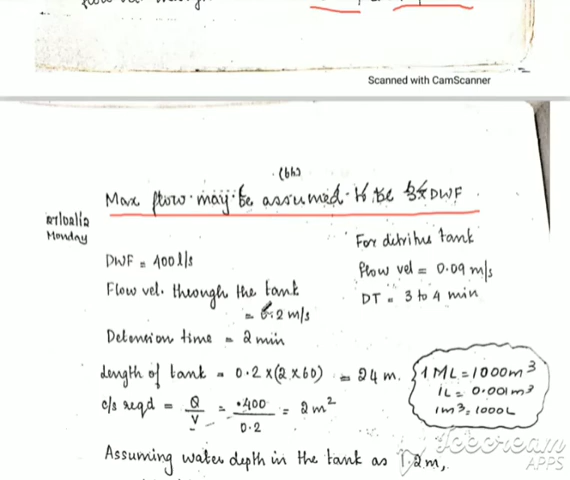 Scanned with CamScanner
(bh)
Max flow may be assumed to be 3x DWF
Monday
DWF = 400 l/s
Flow vel. through the tank
= 0.2 m/s
Detension time = 2 min
For detritus tank
flow vel = 0.09 m/s
DT = 3 to 4 min
length of tank = 0.2 x (2 x 60) = 24 m.
c/s reqd = Q/V = .400/0.2 = 2 m²
1 ML = 1000 m³
1L = 0.001 m³
1m³ = 1000L
Assuming water depth in the tank as 1.2m,
Icecream
APPS